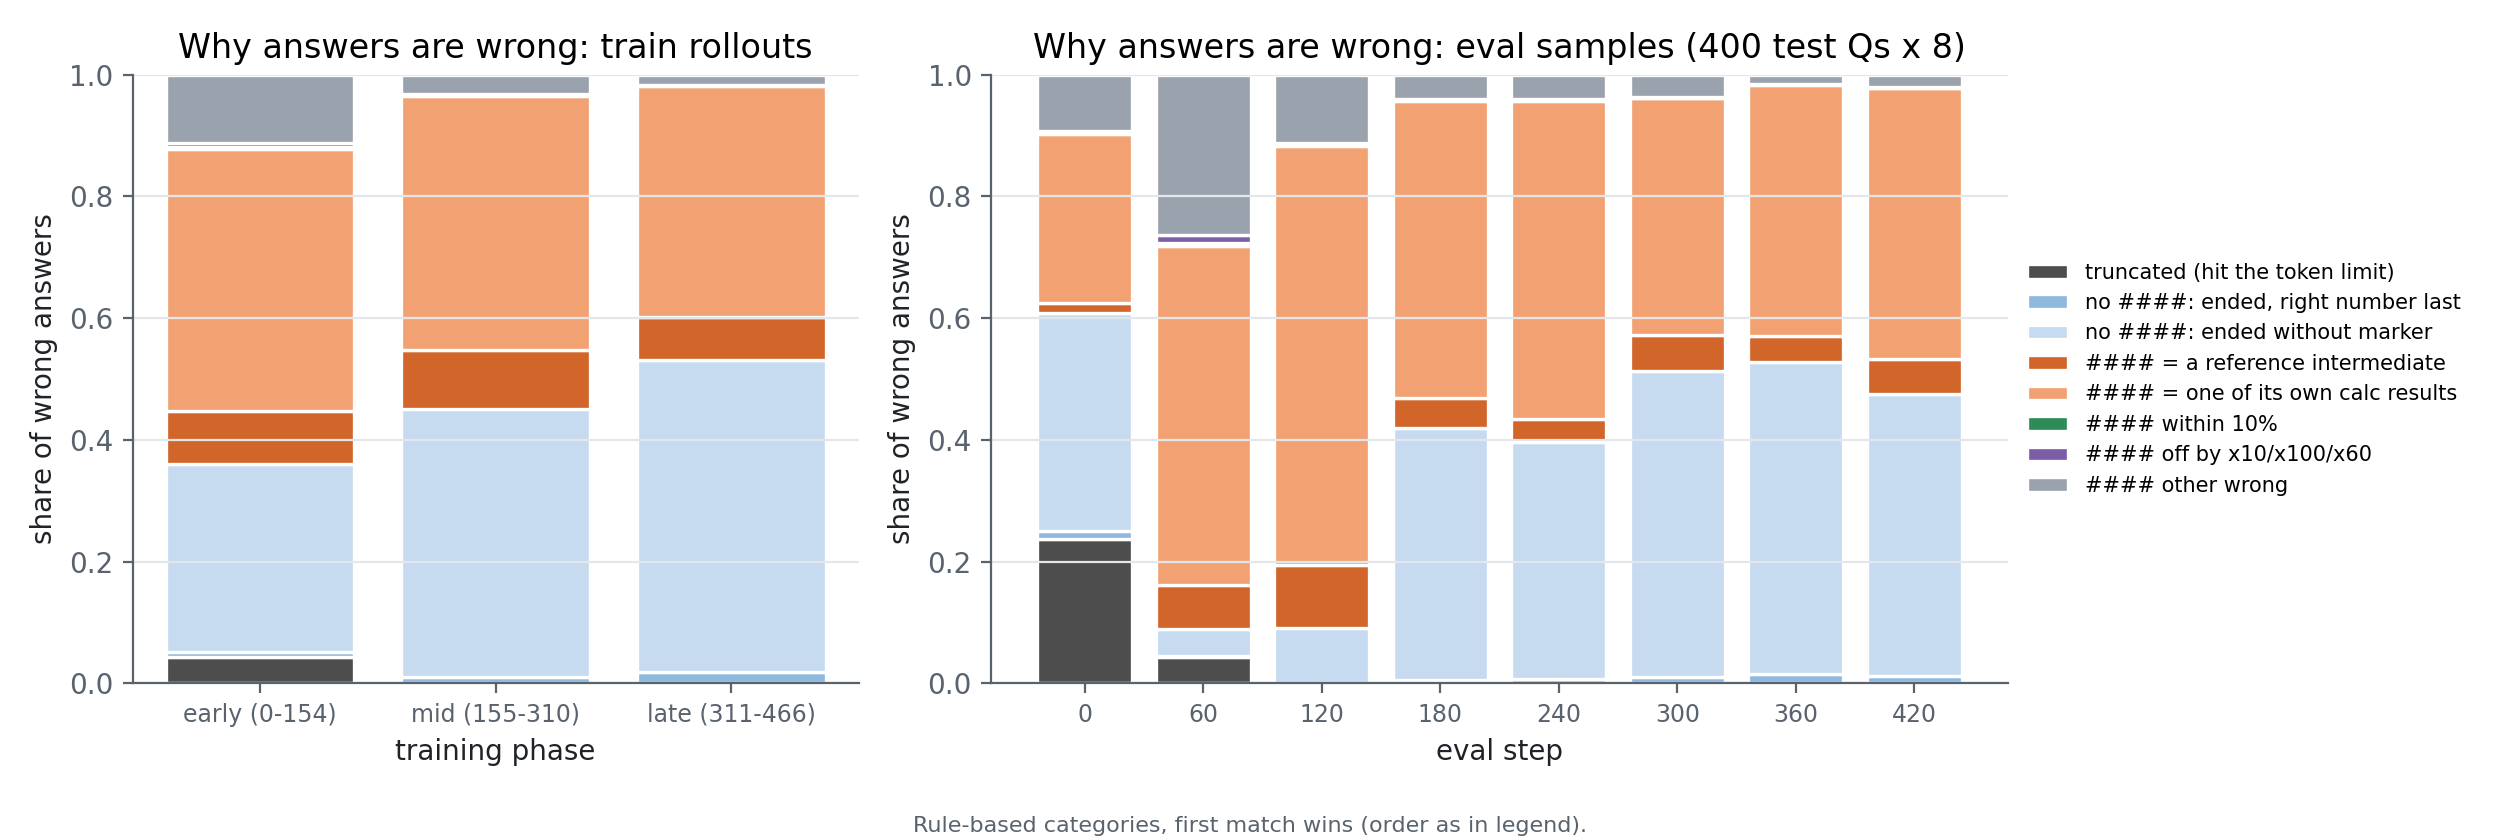 Why answers are wrong: train rollouts
share of wrong answers
1.0
0.8
0.6
0.4
0.2
0.0
early (0-154)
mid (155-310)
late (311-466)
training phase
Why answers are wrong: eval samples (400 test Qs x 8)
share of wrong answers
1.0
0.8
0.6
0.4
0.2
0.0
0
60
120
180
240
300
360
420
eval step
truncated (hit the token limit)
no ####: ended, right number last
no ####: ended without marker
#### = a reference intermediate
#### = one of its own calc results
#### within 10%
#### off by x10/x100/x60
#### other wrong
Rule-based categories, first match wins (order as in legend).